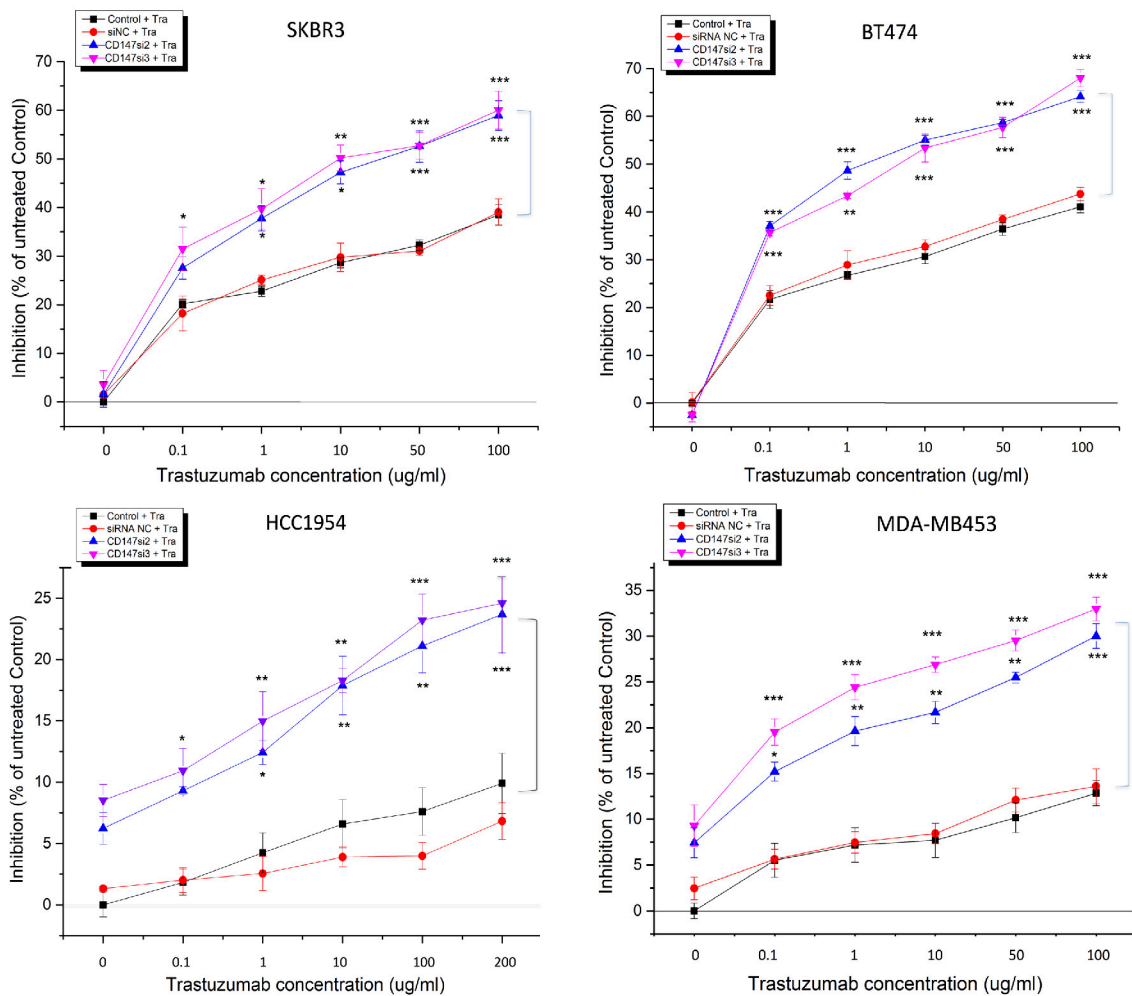 SKBR3
Control + Tra
siNC + Tra
CD147si2 + Tra
CD147si3 + Tra
Inhibition (% of untreated Control)
70
60
50
40
30
20
10
0
* * ** *** ***
* * *** ***
0 0.1 1 10 50 100
Trastuzumab concentration (ug/ml)
BT474
Control + Tra
siRNA NC + Tra
CD147si2 + Tra
CD147si3 + Tra
Inhibition (% of untreated Control)
70
60
50
40
30
20
10
0
*** *** *** *** ***
*** ** *** *** ***
0 0.1 1 10 50 100
Trastuzumab concentration (ug/ml)
HCC1954
Control + Tra
siRNA NC + Tra
CD147si2 + Tra
CD147si3 + Tra
Inhibition (% of untreated Control)
25
20
15
10
5
0
* ** ** *** ***
* ** ** ***
0 0.1 1 10 100 200
Trastuzumab concentration (ug/ml)
MDA-MB453
Control + Tra
siRNA NC + Tra
CD147si2 + Tra
CD147si3 + Tra
Inhibition (% of untreated Control)
35
30
25
20
15
10
5
0
*** *** *** *** ***
* ** ** ** ***
0 0.1 1 10 50 100
Trastuzumab concentration (ug/ml)